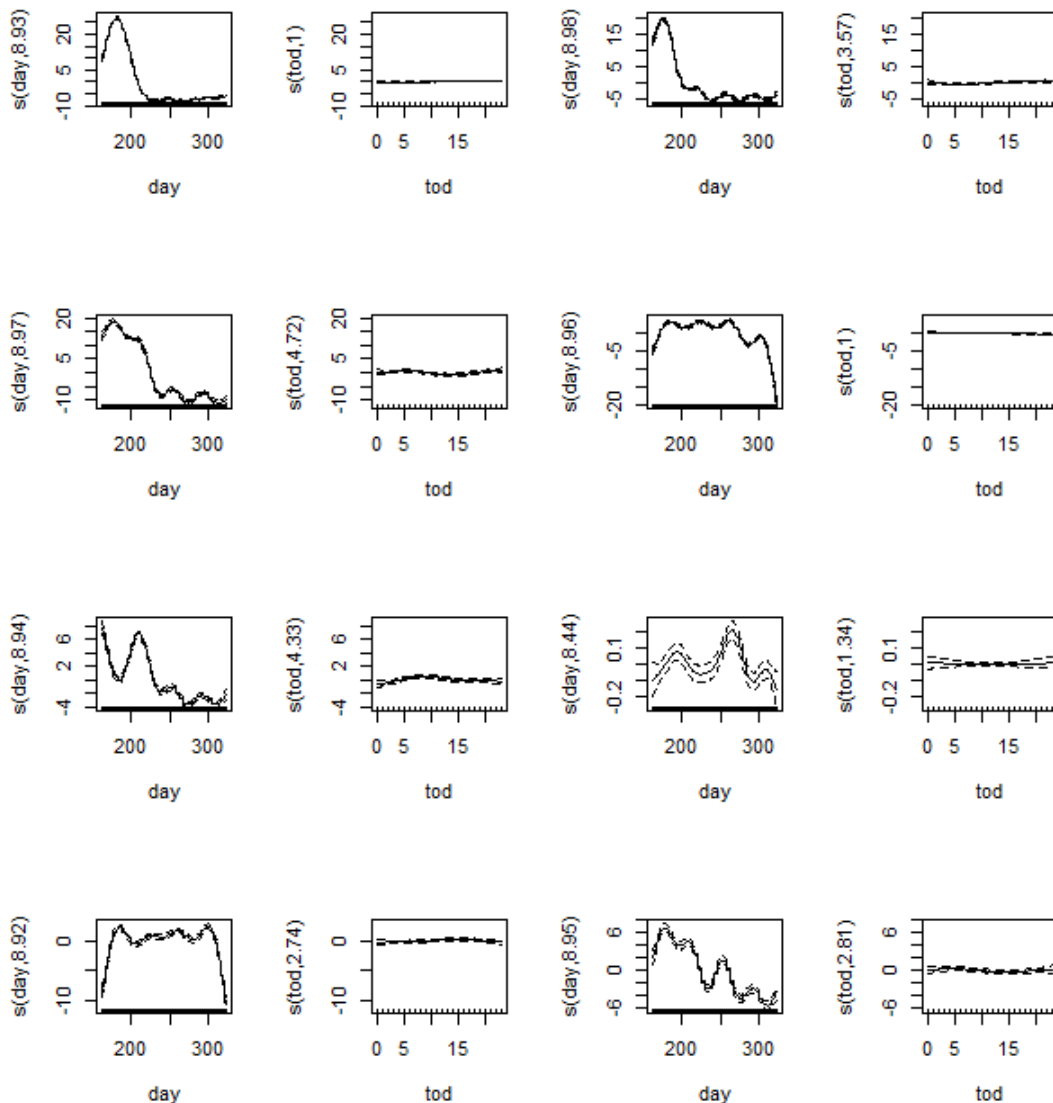 s(day,8.93)
20
5
-10
200 300
day
s(tod,1)
20
5
-10
0 5 15
tod
s(day,8.98)
15
5
-5
200 300
day
s(tod,3.57)
15
5
-5
0 5 15
tod
s(day,8.97)
20
5
-10
200 300
day
s(tod,4.72)
20
5
-10
0 5 15
tod
s(day,8.96)
-5
-20
200 300
day
s(tod,1)
-5
-20
0 5 15
tod
s(day,8.94)
6
2
-4
200 300
day
s(tod,4.33)
6
2
-4
0 5 15
tod
s(day,8.44)
0.1
-0.2
200 300
day
s(tod,1.34)
0.1
-0.2
0 5 15
tod
s(day,8.92)
0
-10
200 300
day
s(tod,2.74)
0
-10
0 5 15
tod
s(day,8.95)
6
0
-6
200 300
day
s(tod,2.81)
6
0
-6
0 5 15
tod